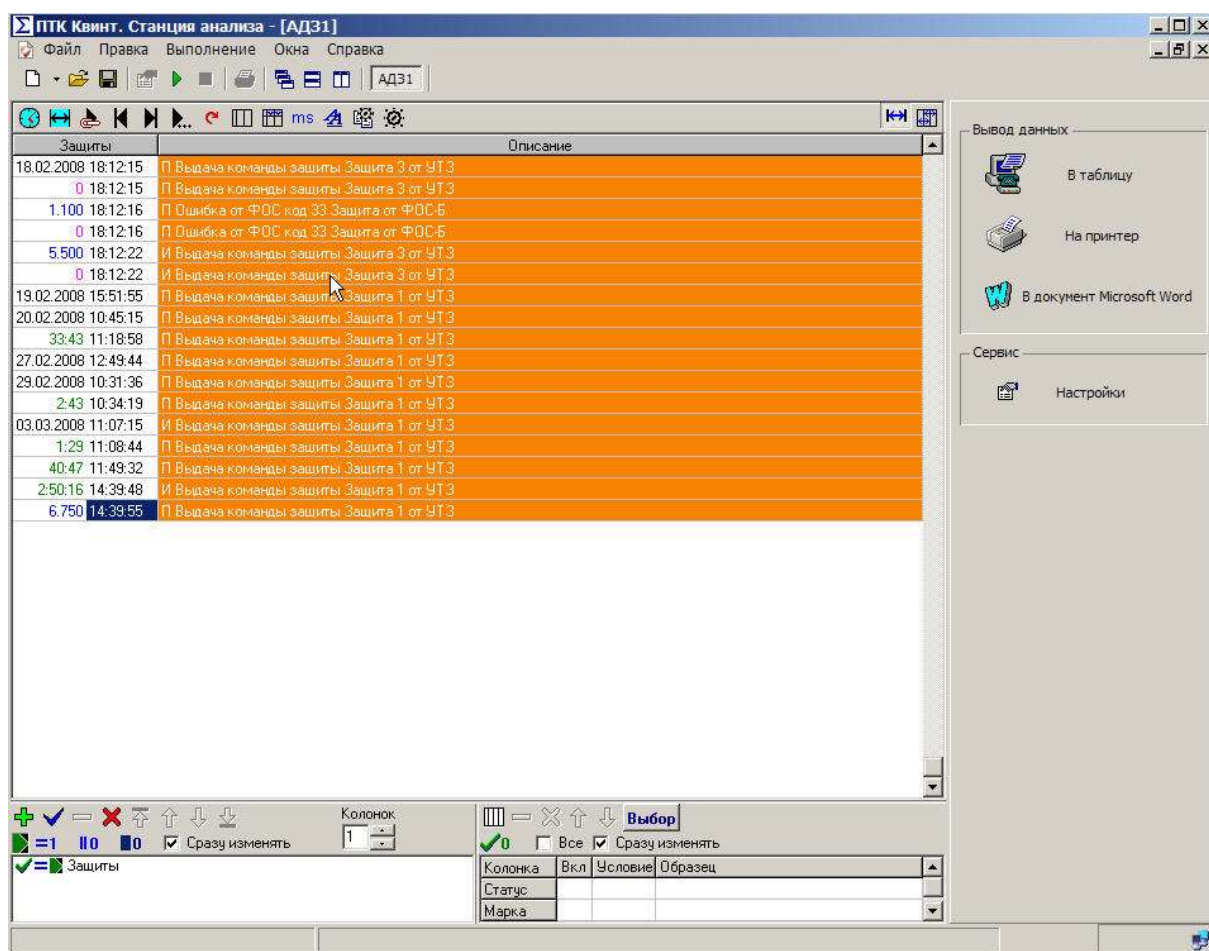 ПТК Квинт. Станция анализа - [АДЗ1]
Файл Правка Выполнение Окна Справка
АДЗ1
ms
Защиты Описание
18.02.2008 18:12:15 П Выдача команды защиты Защита 3 от УТЗ
0 18:12:15 П Выдача команды защиты Защита 3 от УТЗ
1.100 18:12:16 П Ошибка от ФОС код 33 Защита от ФОС-Б
0 18:12:16 П Ошибка от ФОС код 33 Защита от ФОС-Б
5.500 18:12:22 И Выдача команды защиты Защита 3 от УТЗ
0 18:12:22 И Выдача команды защиты Защита 3 от УТЗ
19.02.2008 15:51:55 П Выдача команды защиты Защита 1 от УТЗ
20.02.2008 10:45:15 П Выдача команды защиты Защита 1 от УТЗ
33:43 11:18:58 П Выдача команды защиты Защита 1 от УТЗ
27.02.2008 12:49:44 П Выдача команды защиты Защита 1 от УТЗ
29.02.2008 10:31:36 П Выдача команды защиты Защита 1 от УТЗ
2:43 10:34:19 П Выдача команды защиты Защита 1 от УТЗ
03.03.2008 11:07:15 И Выдача команды защиты Защита 1 от УТЗ
1:29 11:08:44 П Выдача команды защиты Защита 1 от УТЗ
40:47 11:49:32 П Выдача команды защиты Защита 1 от УТЗ
2:50:16 14:39:48 И Выдача команды защиты Защита 1 от УТЗ
6.750 14:39:55 П Выдача команды защиты Защита 1 от УТЗ
Вывод данных
В таблицу
На принтер
В документ Microsoft Word
Сервис
Настройки
Колонок
1
=1 0 0 Сразу изменять
Защиты
Выбор
0 Все Сразу изменять
Колонка Вкл Условие Образец
Статус
Марка